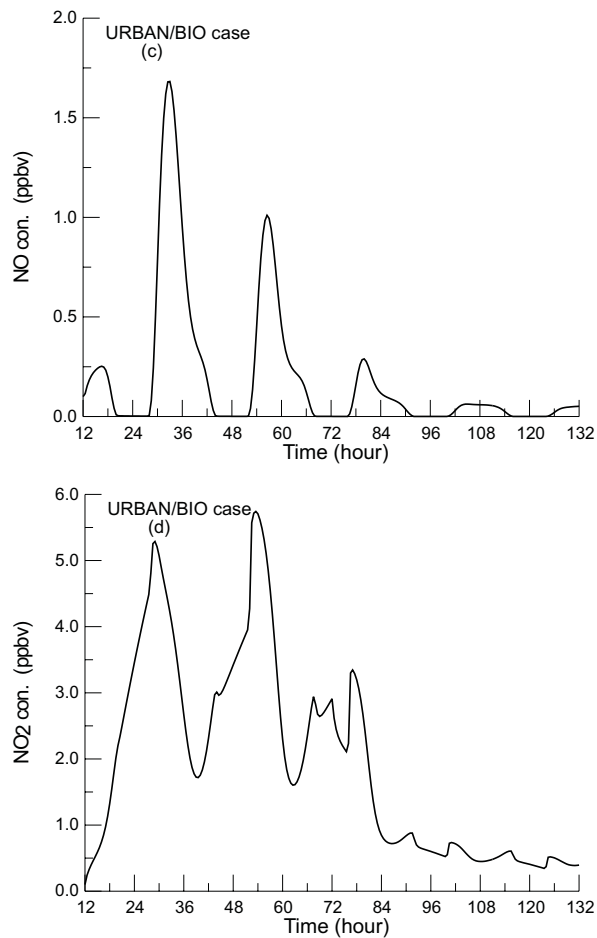 URBAN/BIO case
(c)
2.0
1.5
1.0
0.5
0.0
NO con. (ppbv)
12 24 36 48 60 72 84 96 108 120 132
Time (hour)
URBAN/BIO case
(d)
6.0
5.0
4.0
3.0
2.0
1.0
0.0
NO2 con. (ppbv)
12 24 36 48 60 72 84 96 108 120 132
Time (hour)